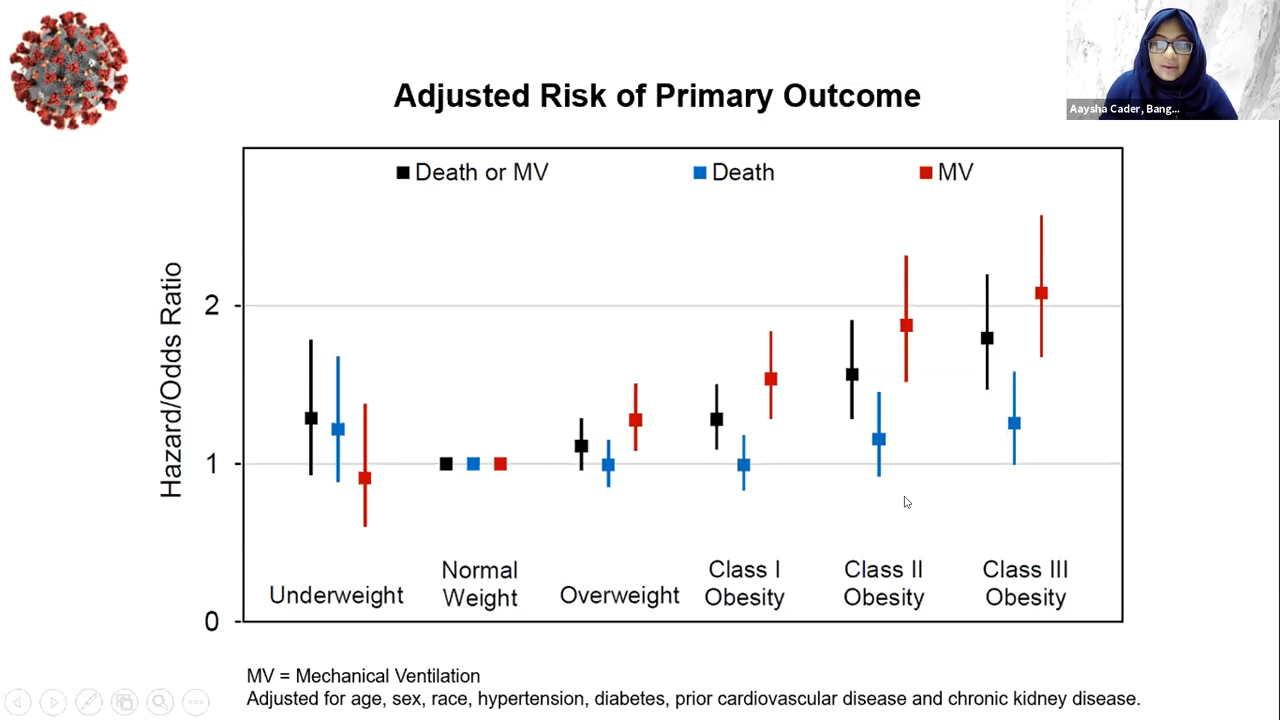 Aaysha Cader, Bang...
Adjusted Risk of Primary Outcome
Death or MV
Death
MV
Hazard/Odds Ratio
2
1
0
Underweight
Normal
Weight
Overweight
Class I
Obesity
Class II
Obesity
Class III
Obesity
MV = Mechanical Ventilation
Adjusted for age, sex, race, hypertension, diabetes, prior cardiovascular disease and chronic kidney disease.